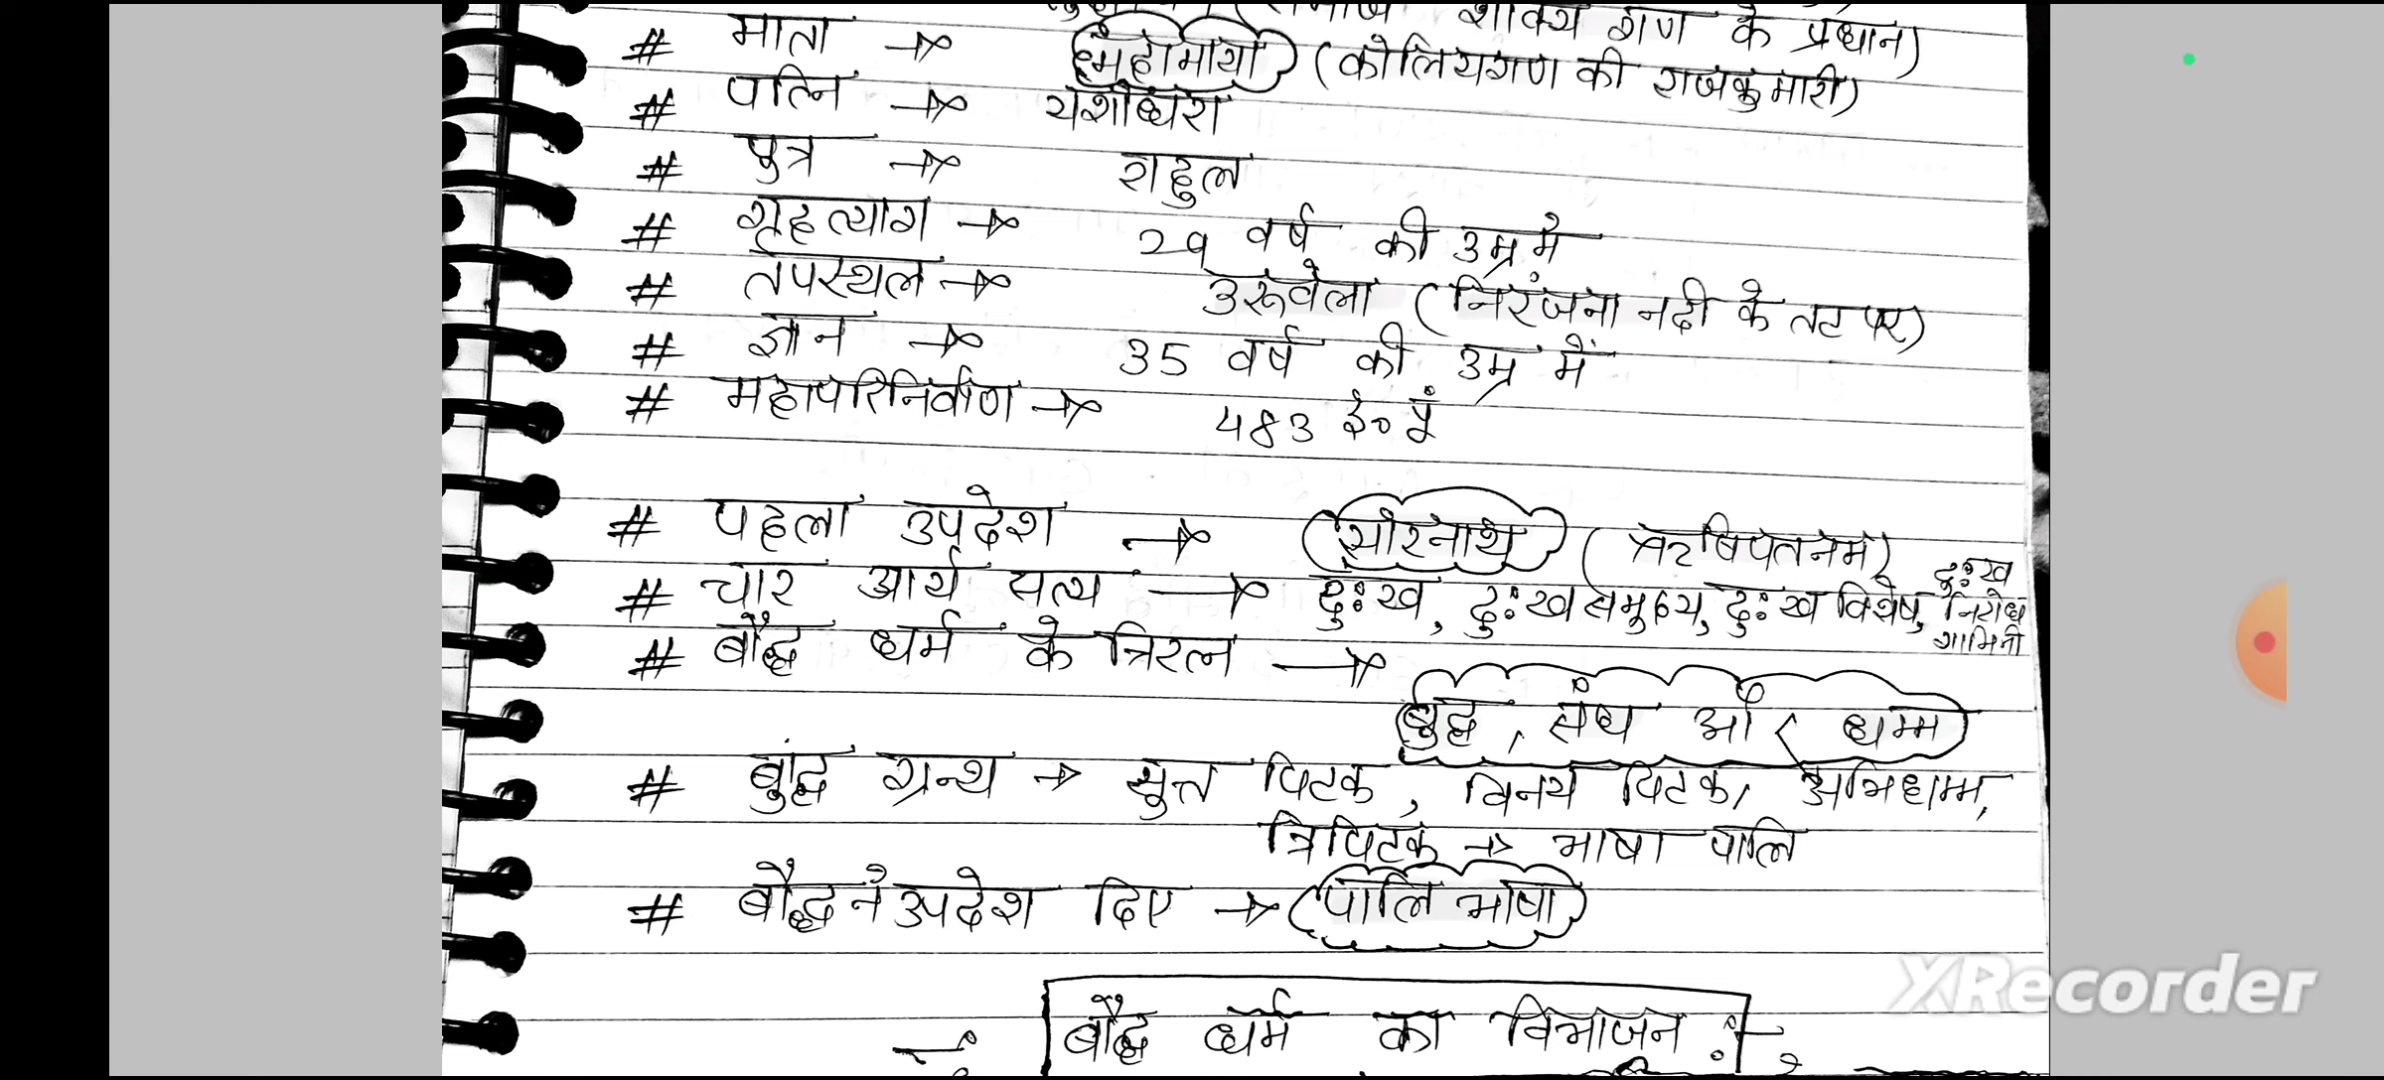 शाक्य गण के प्रधान)
# माता → महामाया (कोलियगण की राजकुमारी)
# पत्नि → यशोधरा
# पुत्र → राहुल
# गृहत्याग → 29 वर्ष की उम्र मे
# तपस्थल → उरूवेला (निरंजना नदी के तट पर)
# ज्ञान → 35 वर्ष की उम्र में
# महापरिनिर्वाण → 483 ई० पूं
# पहला उपदेश → सारनाथ (ऋषिपतनम)
# चार आर्य सत्य → दुःख, दुःख समुदय, दुःख विशेष, दुःख निरोध गामिनी
# बौद्ध धर्म के त्रिरत्न →
बुद्ध, संघ और धम्म
# बुद्ध ग्रन्थ → सुत्त पिटक, विनय पिटक, अभिधम्म,
त्रिपिटक → भाषा पालि
# बौद्ध ने उपदेश दिए → पालि भाषा
बौद्ध धर्म का विभाजन :-
XRecorder